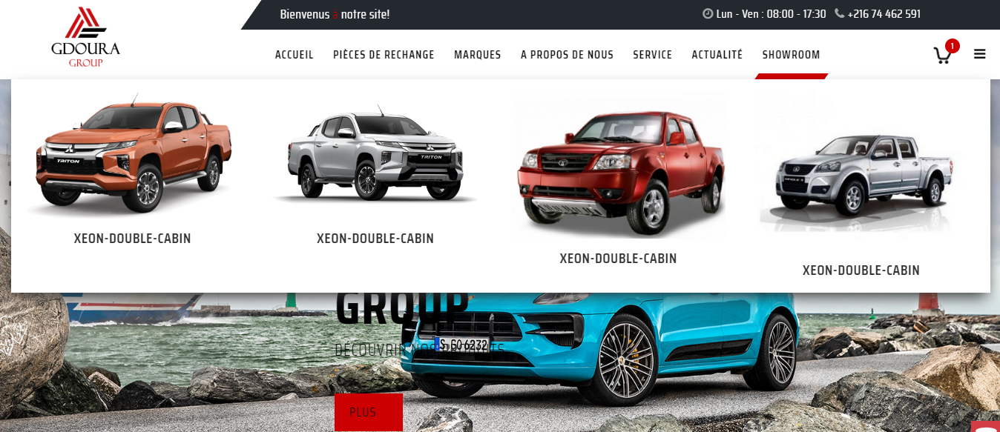 Bienvenus à notre site!
Lun - Ven : 08:00 - 17:30
+216 74 462 591
GDOURA
GROUP
ACCUEIL
PIÈCES DE RECHANGE
MARQUES
A PROPOS DE NOUS
SERVICE
ACTUALITÉ
SHOWROOM
1
TRITON
TRITON
XEON-DOUBLE-CABIN
XEON-DOUBLE-CABIN
XEON-DOUBLE-CABIN
XEON-DOUBLE-CABIN
GROUP
S GO 6232
DÉCOUVRIR NOS
PLUS